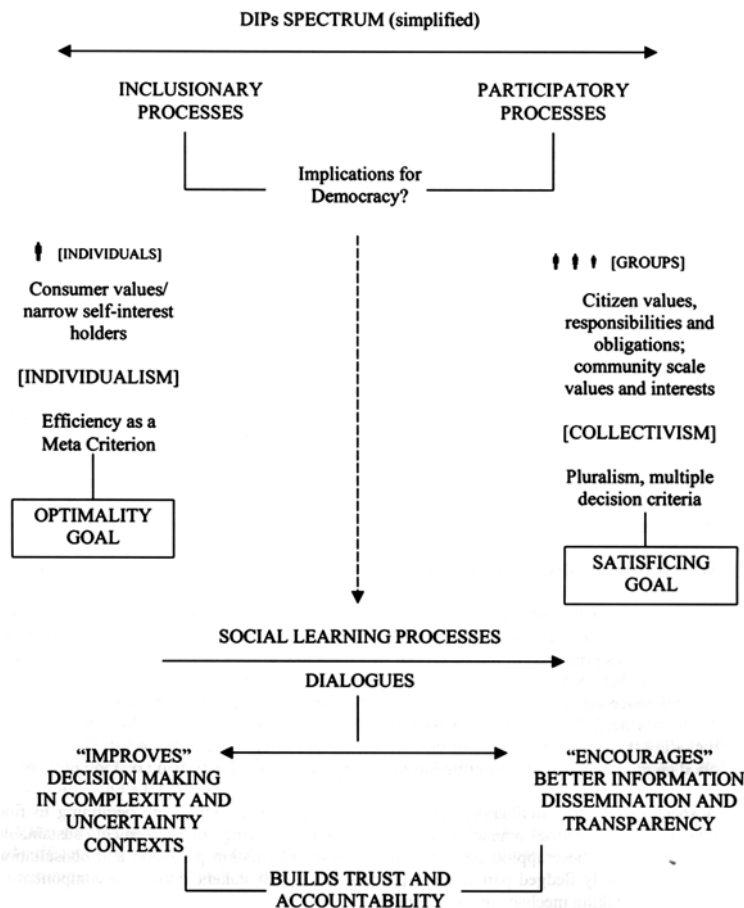 DIPs SPECTRUM (simplified)
INCLUSIONARY
PROCESSES
PARTICIPATORY
PROCESSES
Implications for
Democracy?
[INDIVIDUALS]
Consumer values/
narrow self-interest
holders
[INDIVIDUALISM]
Efficiency as a
Meta Criterion
OPTIMALITY
GOAL
[GROUPS]
Citizen values,
responsibilities and
obligations;
community scale
values and interests
[COLLECTIVISM]
Pluralism, multiple
decision criteria
SATISFICING
GOAL
SOCIAL LEARNING PROCESSES
DIALOGUES
“IMPROVES”
DECISION MAKING
IN COMPLEXITY AND
UNCERTAINTY
CONTEXTS
“ENCOURAGES”
BETTER INFORMATION
DISSEMINATION AND
TRANSPARENCY
BUILDS TRUST AND
ACCOUNTABILITY